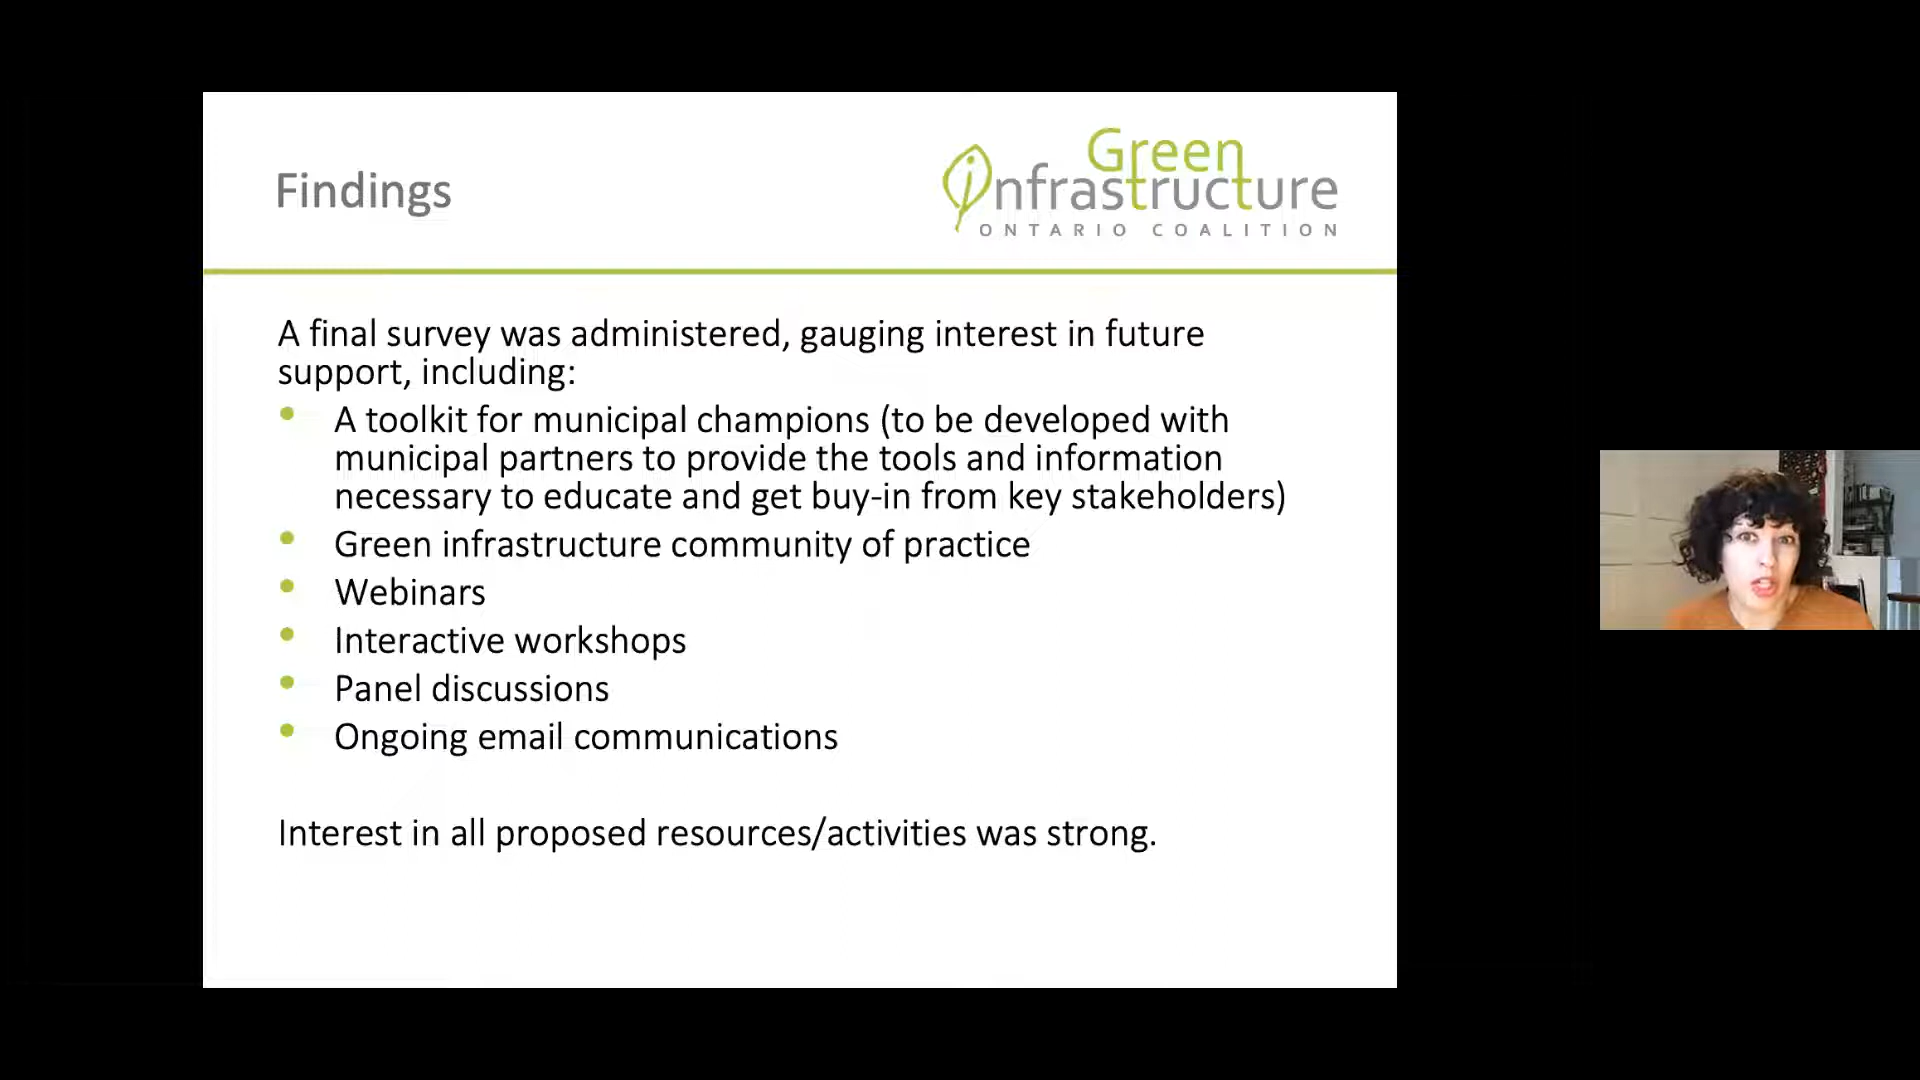 Findings
Green
infrastructure
ONTARIO COALITION
A final survey was administered, gauging interest in future
support, including:
• A toolkit for municipal champions (to be developed with
municipal partners to provide the tools and information
necessary to educate and get buy-in from key stakeholders)
• Green infrastructure community of practice
• Webinars
• Interactive workshops
• Panel discussions
• Ongoing email communications
Interest in all proposed resources/activities was strong.